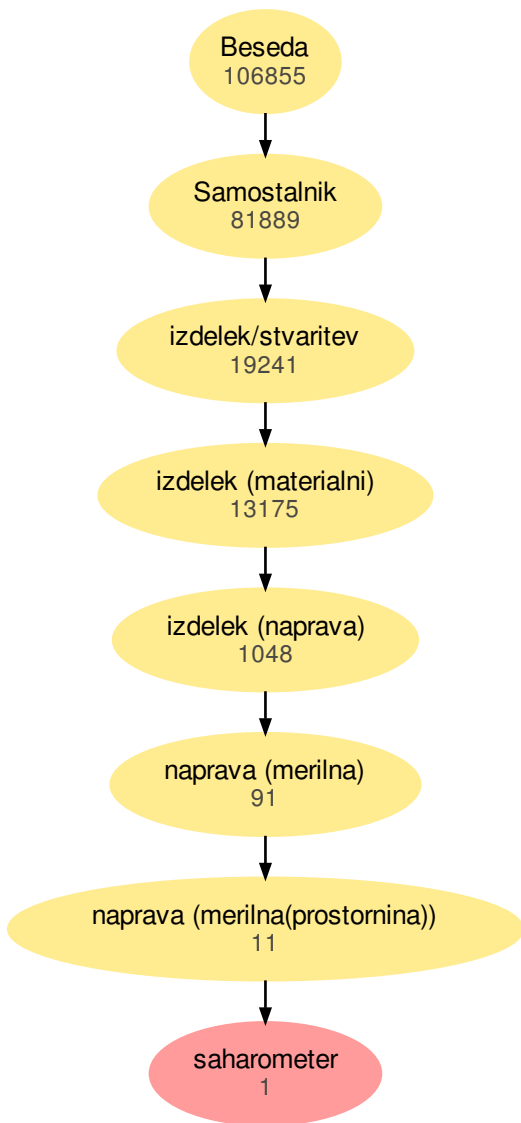 Beseda
106855
Samostalnik
81889
izdelek/stvaritev
19241
izdelek (materialni)
13175
izdelek (naprava)
1048
naprava (merilna)
91
naprava (merilna(prostornina))
11
saharometer
1